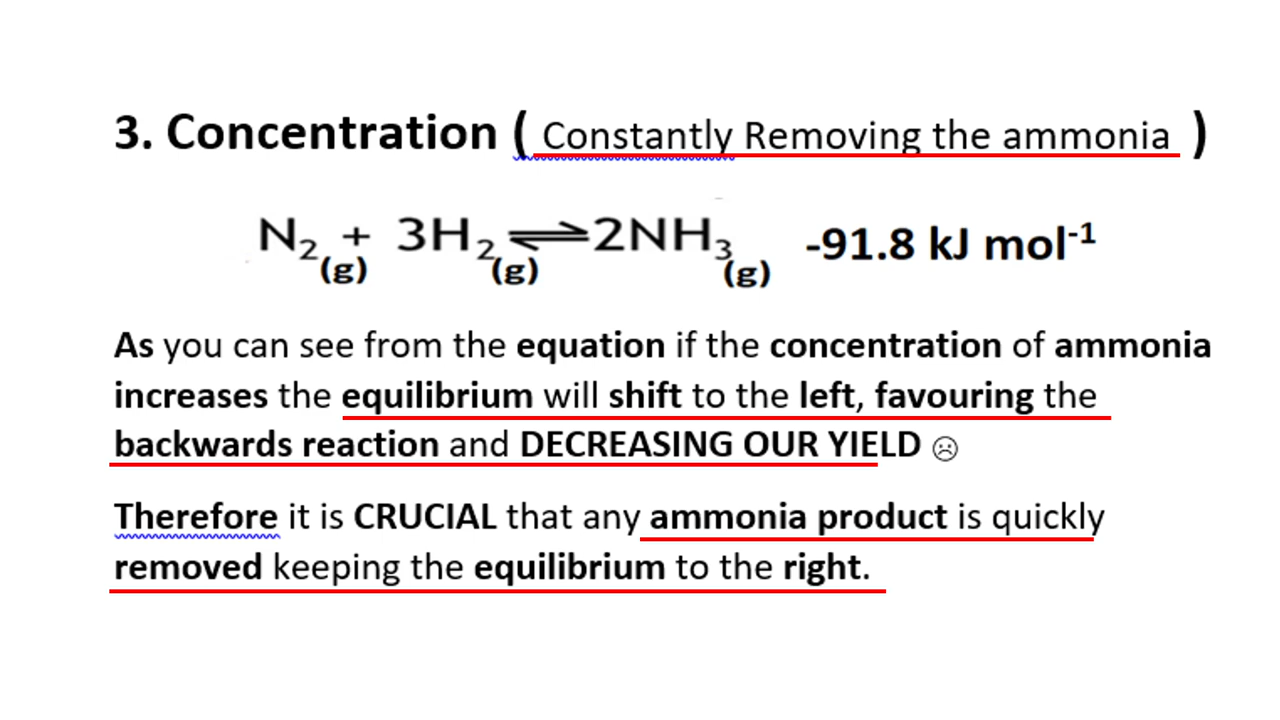 3. Concentration ( Constantly Removing the ammonia )
N₂(g) + 3H₂(g) ⇌ 2NH₃(g) -91.8 kJ mol⁻¹
As you can see from the equation if the concentration of ammonia
increases the equilibrium will shift to the left, favouring the
backwards reaction and DECREASING OUR YIELD ☹
Therefore it is CRUCIAL that any ammonia product is quickly
removed keeping the equilibrium to the right.